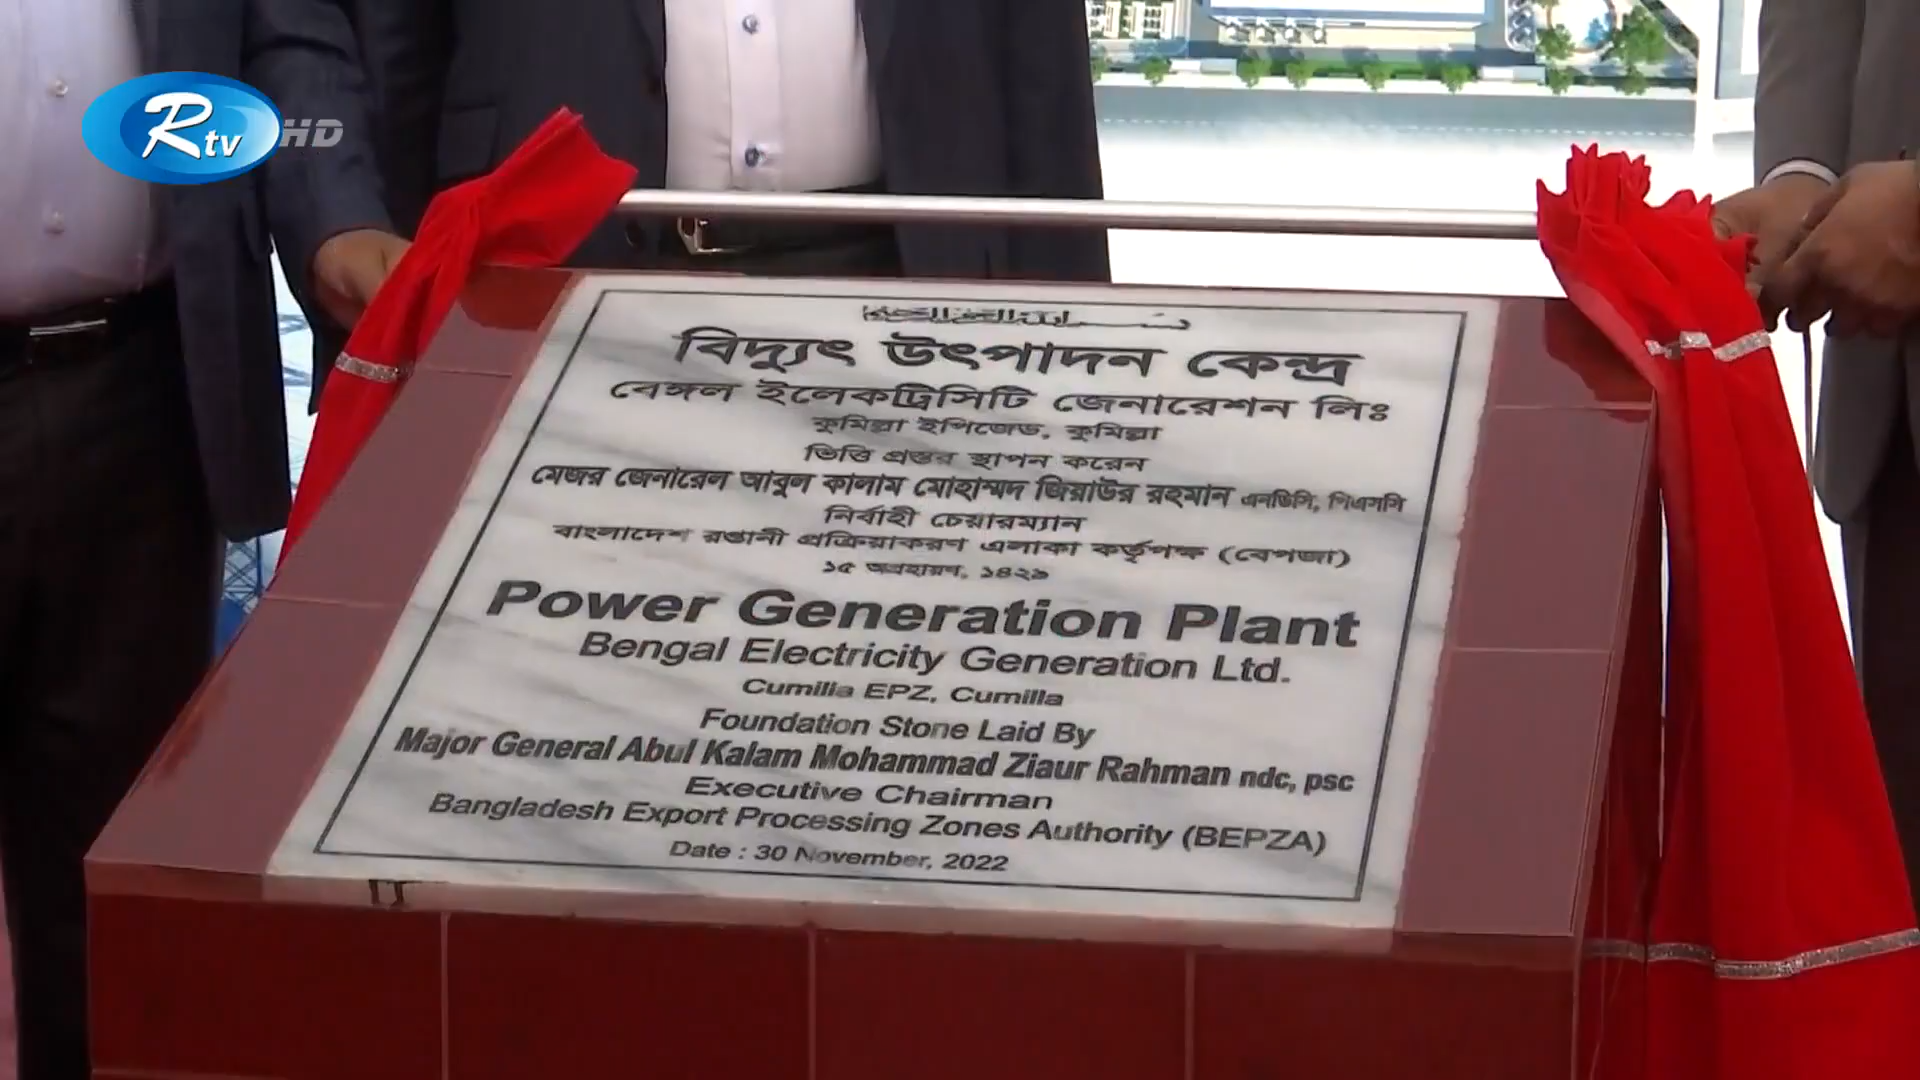 Rtv HD
বিদ্যুৎ উৎপাদন কেন্দ্র
বেঙ্গল ইলেকট্রিসিটি জেনারেশন লিঃ
কুমিল্লা ইপিজেড, কুমিল্লা
ভিত্তি প্রস্তর স্থাপন করেন
মেজর জেনারেল আবুল কালাম মোহাম্মদ জিয়াউর রহমান এনডিসি, পিএসসি
নির্বাহী চেয়ারম্যান
বাংলাদেশ রপ্তানী প্রক্রিয়াকরণ এলাকা কর্তৃপক্ষ (বেপজা)
১৫ অগ্রহায়ণ, ১৪২৯
Power Generation Plant
Bengal Electricity Generation Ltd.
Cumilla EPZ, Cumilla
Foundation Stone Laid By
Major General Abul Kalam Mohammad Ziaur Rahman ndc, psc
Executive Chairman
Bangladesh Export Processing Zones Authority (BEPZA)
Date : 30 November, 2022